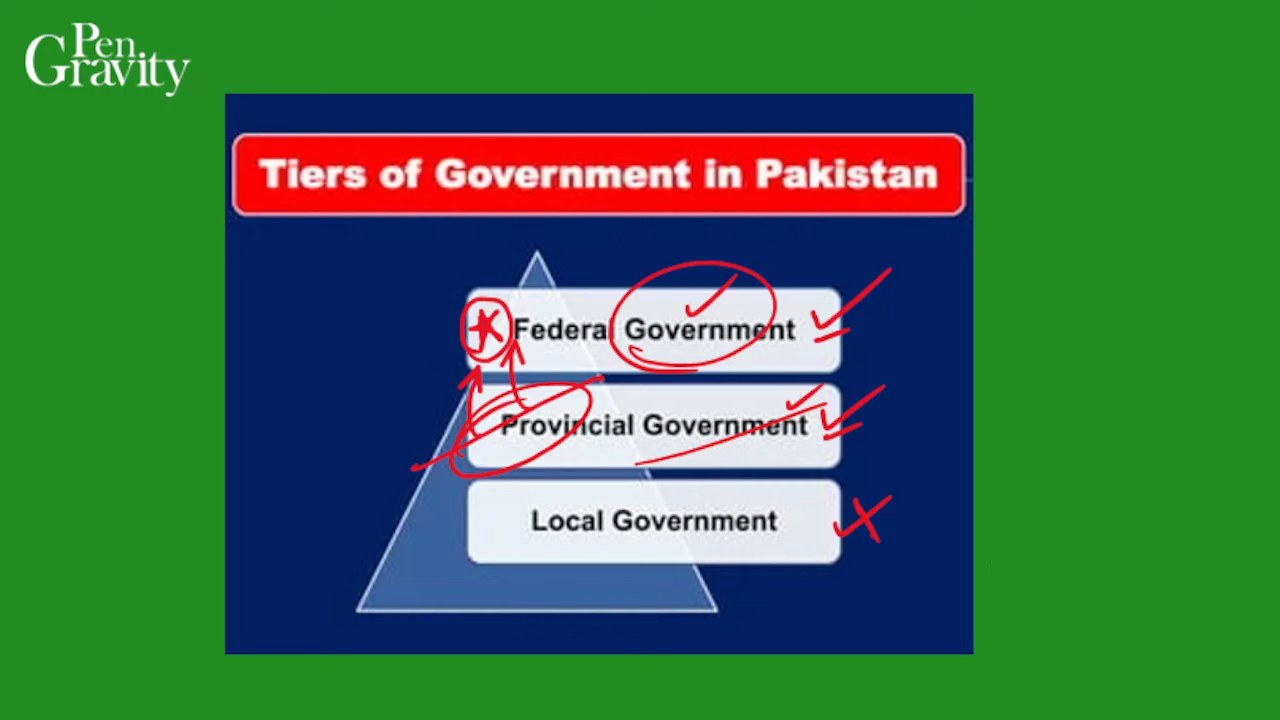 Pen
Gravity
Tiers of Government in Pakistan
Federal Government
Provincial Government
Local Government